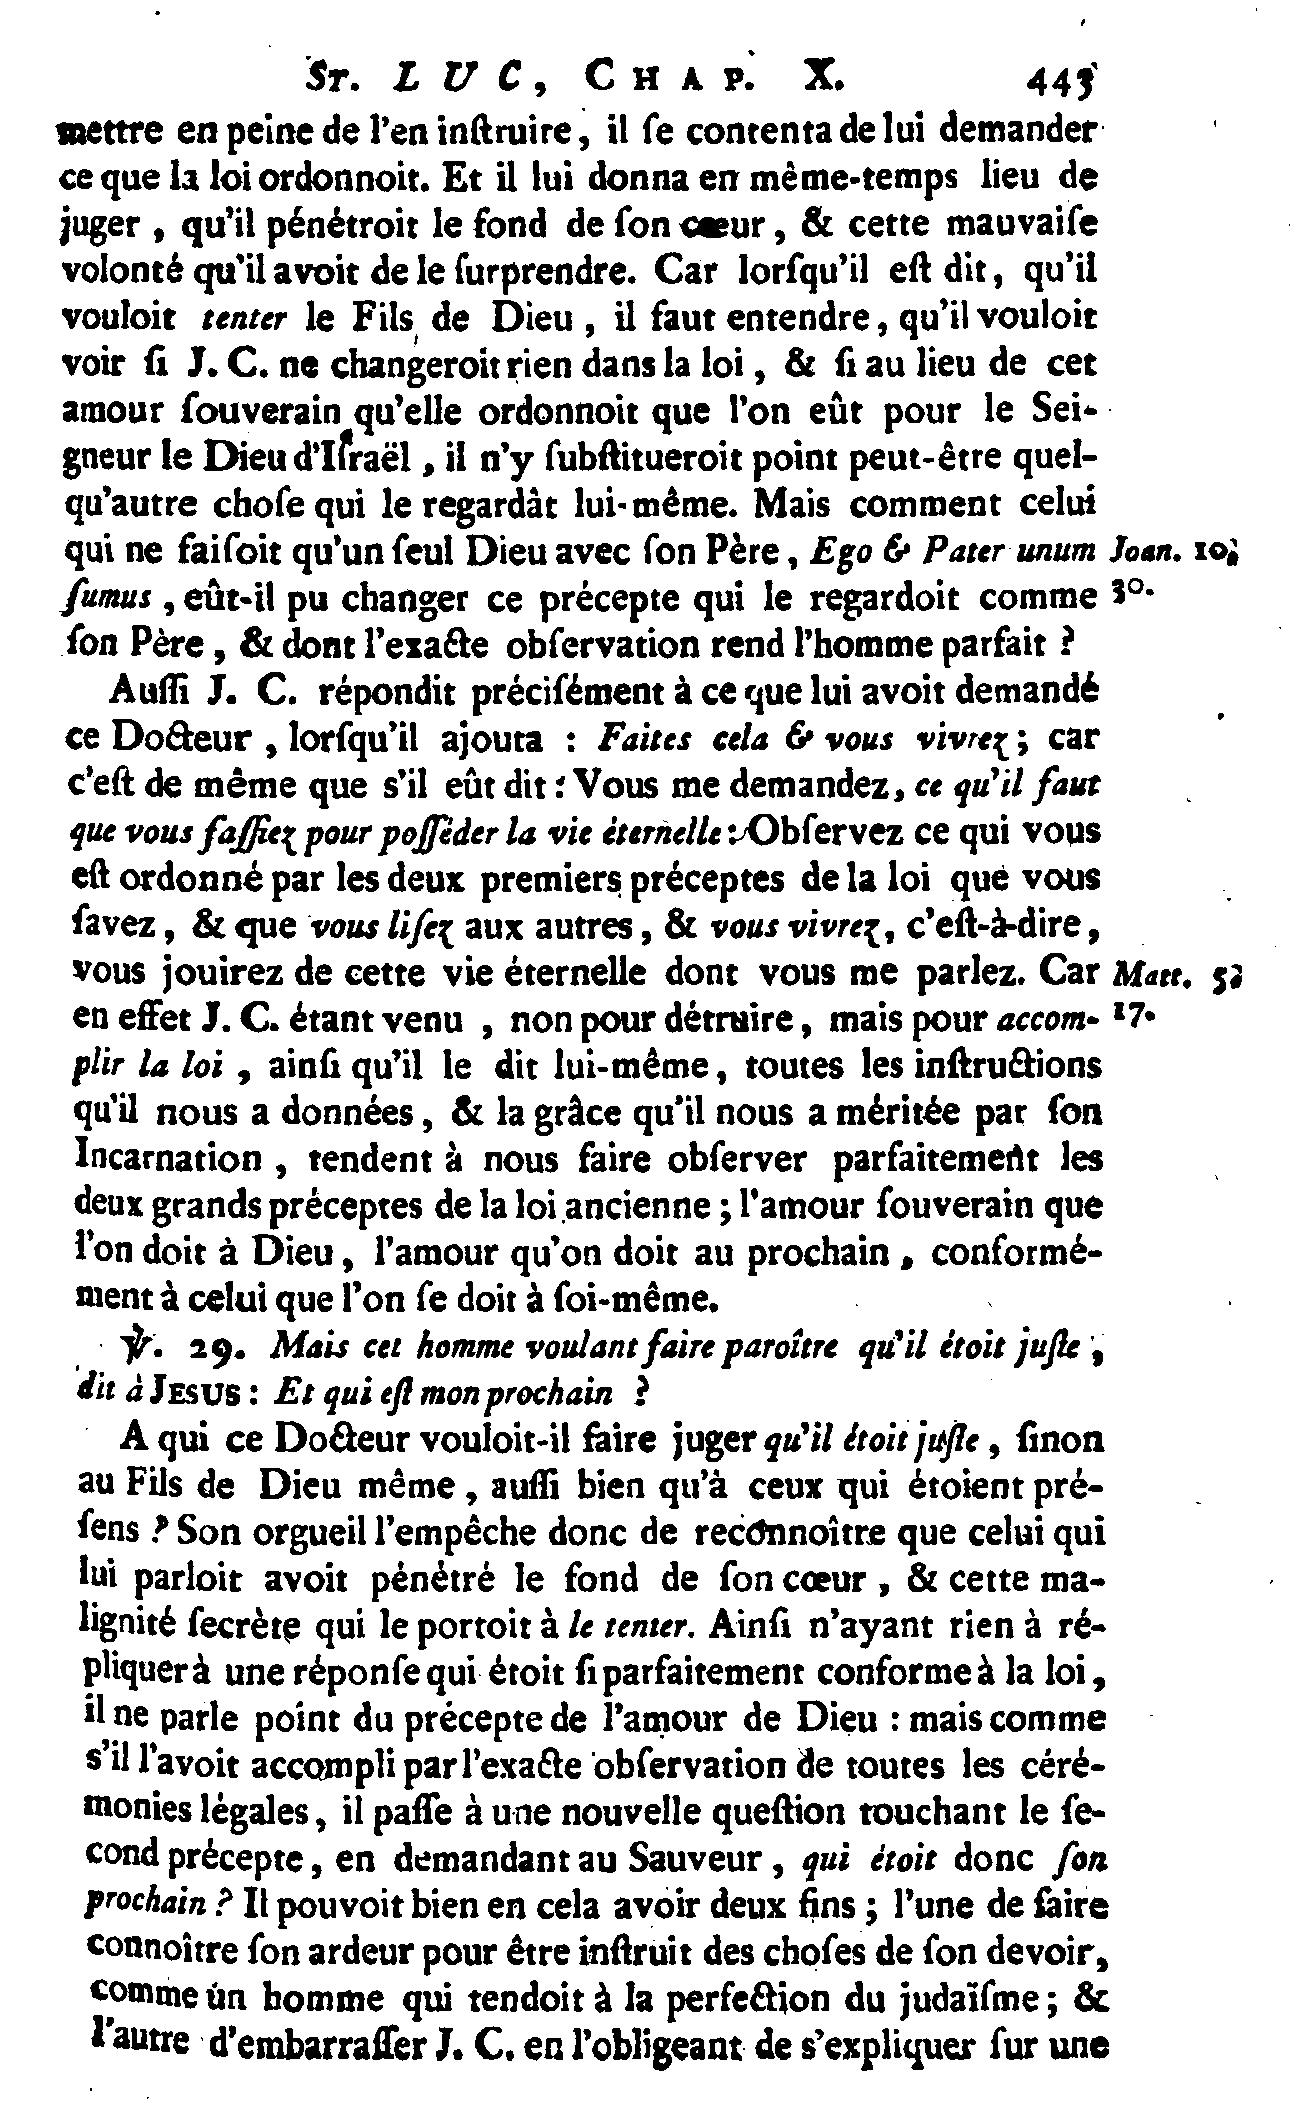 St. LUC, CHAP. X. 445
mettre en peine de l'en inſtruire, il ſe contenta de lui demander
ce que la loi ordonnoit. Et il lui donna en même-temps lieu de
juger, qu'il pénétroit le fond de ſon cœur, & cette mauvaiſe
volonté qu'il avoit de le ſurprendre. Car lorſqu'il eſt dit, qu'il
vouloit tenter le Fils de Dieu, il faut entendre, qu'il vouloit
voir ſi J. C. ne changeroit rien dans la loi, & ſi au lieu de cet
amour ſouverain qu'elle ordonnoit que l'on eût pour le Sei-
gneur le Dieu d'Iſraël, il n'y ſubſtitueroit point peut-être quel-
qu'autre choſe qui le regardât lui-même. Mais comment celui
qui ne faiſoit qu'un ſeul Dieu avec ſon Père, Ego & Pater unum Joan. 10.
ſumus, eût-il pu changer ce précepte qui le regardoit comme 30.
ſon Père, & dont l'exacte obſervation rend l'homme parfait ?
Auſſi J. C. répondit préciſément à ce que lui avoit demandé
ce Docteur, lorſqu'il ajouta : Faites cela & vous vivrez ; car
c'eſt de même que s'il eût dit : Vous me demandez, ce qu'il faut
que vous faſſiez pour poſſéder la vie éternelle : Obſervez ce qui vous
eſt ordonné par les deux premiers préceptes de la loi que vous
ſavez, & que vous liſez aux autres, & vous vivrez, c'eſt-à-dire,
vous jouirez de cette vie éternelle dont vous me parlez. Car Matt. 5.
en effet J. C. étant venu, non pour détruire, mais pour accom- 17.
plir la loi, ainſi qu'il le dit lui-même, toutes les inſtructions
qu'il nous a données, & la grâce qu'il nous a méritée par ſon
Incarnation, tendent à nous faire obſerver parfaitement les
deux grands préceptes de la loi ancienne ; l'amour ſouverain que
l'on doit à Dieu, l'amour qu'on doit au prochain, conformé-
ment à celui que l'on ſe doit à ſoi-même.
℣. 29. Mais cet homme voulant faire paroître qu'il étoit juſte,
dit à JESUS : Et qui eſt mon prochain ?
A qui ce Docteur vouloit-il faire juger qu'il étoit juſte, ſinon
au Fils de Dieu même, auſſi bien qu'à ceux qui étoient pré-
ſens ? Son orgueil l'empêche donc de reconnoître que celui qui
lui parloit avoit pénétré le fond de ſon cœur, & cette ma-
lignité ſecrète qui le portoit à le tenter. Ainſi n'ayant rien à ré-
pliquer à une réponſe qui étoit ſi parfaitement conforme à la loi,
il ne parle point du précepte de l'amour de Dieu : mais comme
s'il l'avoit accompli par l'exacte obſervation de toutes les céré-
monies légales, il paſſe à une nouvelle queſtion touchant le ſe-
cond précepte, en demandant au Sauveur, qui étoit donc ſon
prochain ? Il pouvoit bien en cela avoir deux fins ; l'une de faire
connoître ſon ardeur pour être inſtruit des choſes de ſon devoir,
comme un homme qui tendoit à la perfection du judaïſme ; &
l'autre d'embarraſſer J. C. en l'obligeant de s'expliquer ſur une